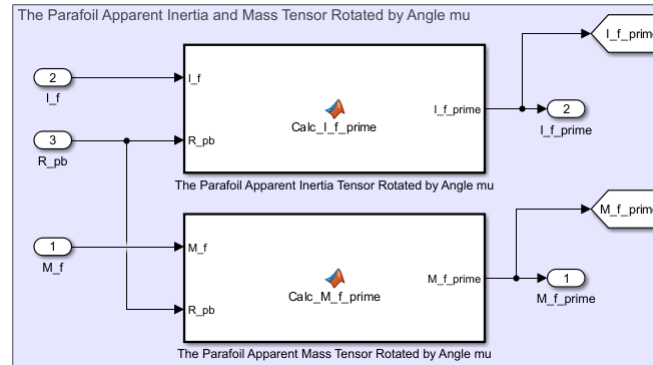 The Parafoil Apparent Inertia and Mass Tensor Rotated by Angle mu
I_f_prim
2
I_f
I_f
Calc_I_f_prime
I_f_prime
2
I_f_prime
3
R_pb
R_pb
The Parafoil Apparent Inertia Tensor Rotated by Angle mu
M_f_prim
1
M_f
M_f
Calc_M_f_prime
M_f_prime
1
M_f_prime
R_pb
The Parafoil Apparent Mass Tensor Rotated by Angle mu